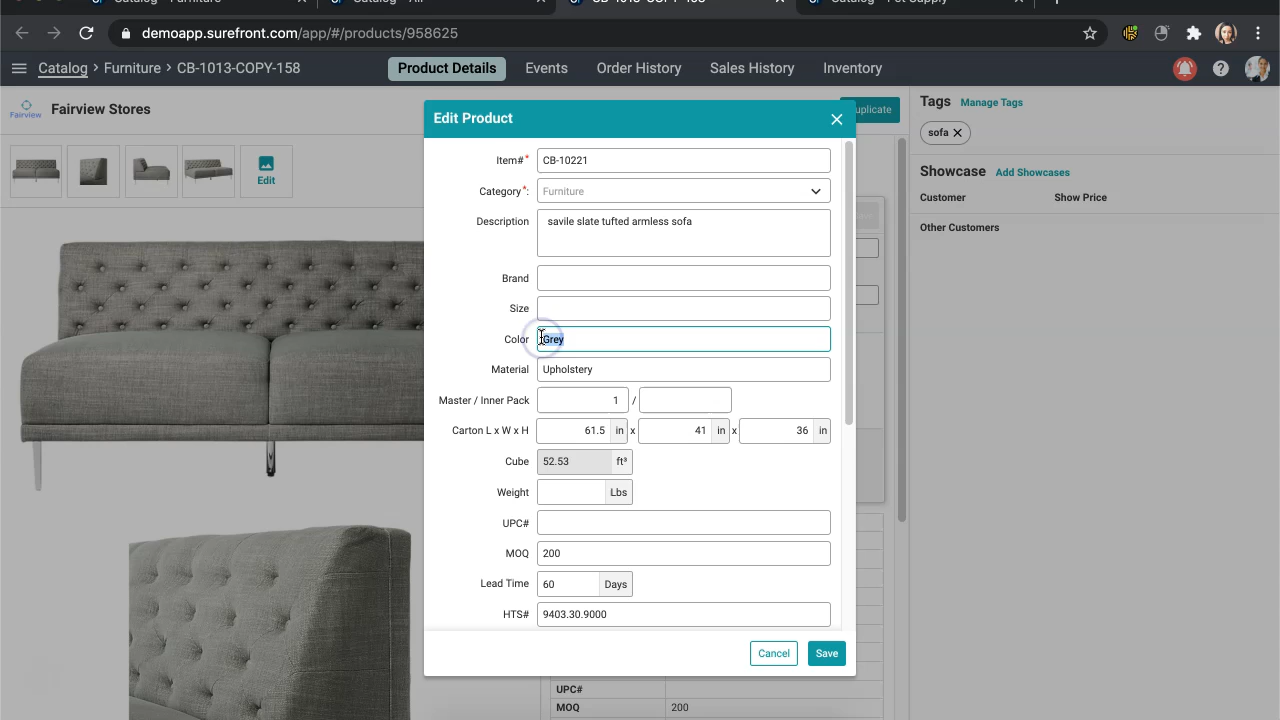 demoapp.surefront.com/app/#/products/958625
Catalog > Furniture > CB-1013-COPY-158
Product Details
Events
Order History
Sales History
Inventory
Fairview
Fairview Stores
uplicate
Edit
Edit Product
Item#* CB-10221
Category*: Furniture
Description savile slate tufted armless sofa
Brand
Size
Color Grey
Material Upholstery
Master / Inner Pack 1 /
Carton L x W x H 61.5 in x 41 in x 36 in
Cube 52.53 ft³
Weight Lbs
UPC#
MOQ 200
Lead Time 60 Days
HTS# 9403.30.9000
Cancel Save
UPC#
MOQ 200
Tags Manage Tags
sofa
Showcase Add Showcases
Customer Show Price
Other Customers